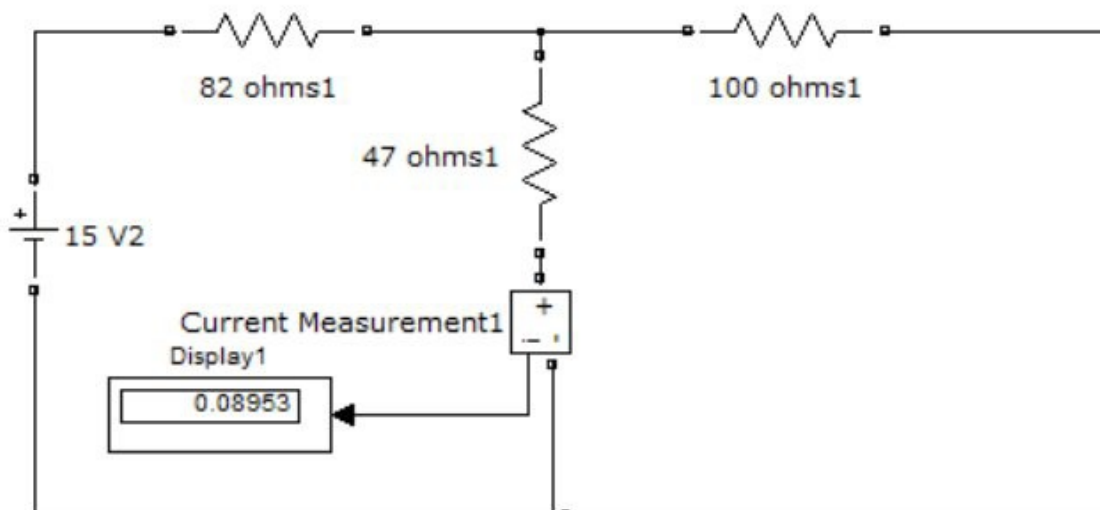 82 ohms1
100 ohms1
47 ohms1
+
15 V2
+
Current Measurement1
Display1
0.08953